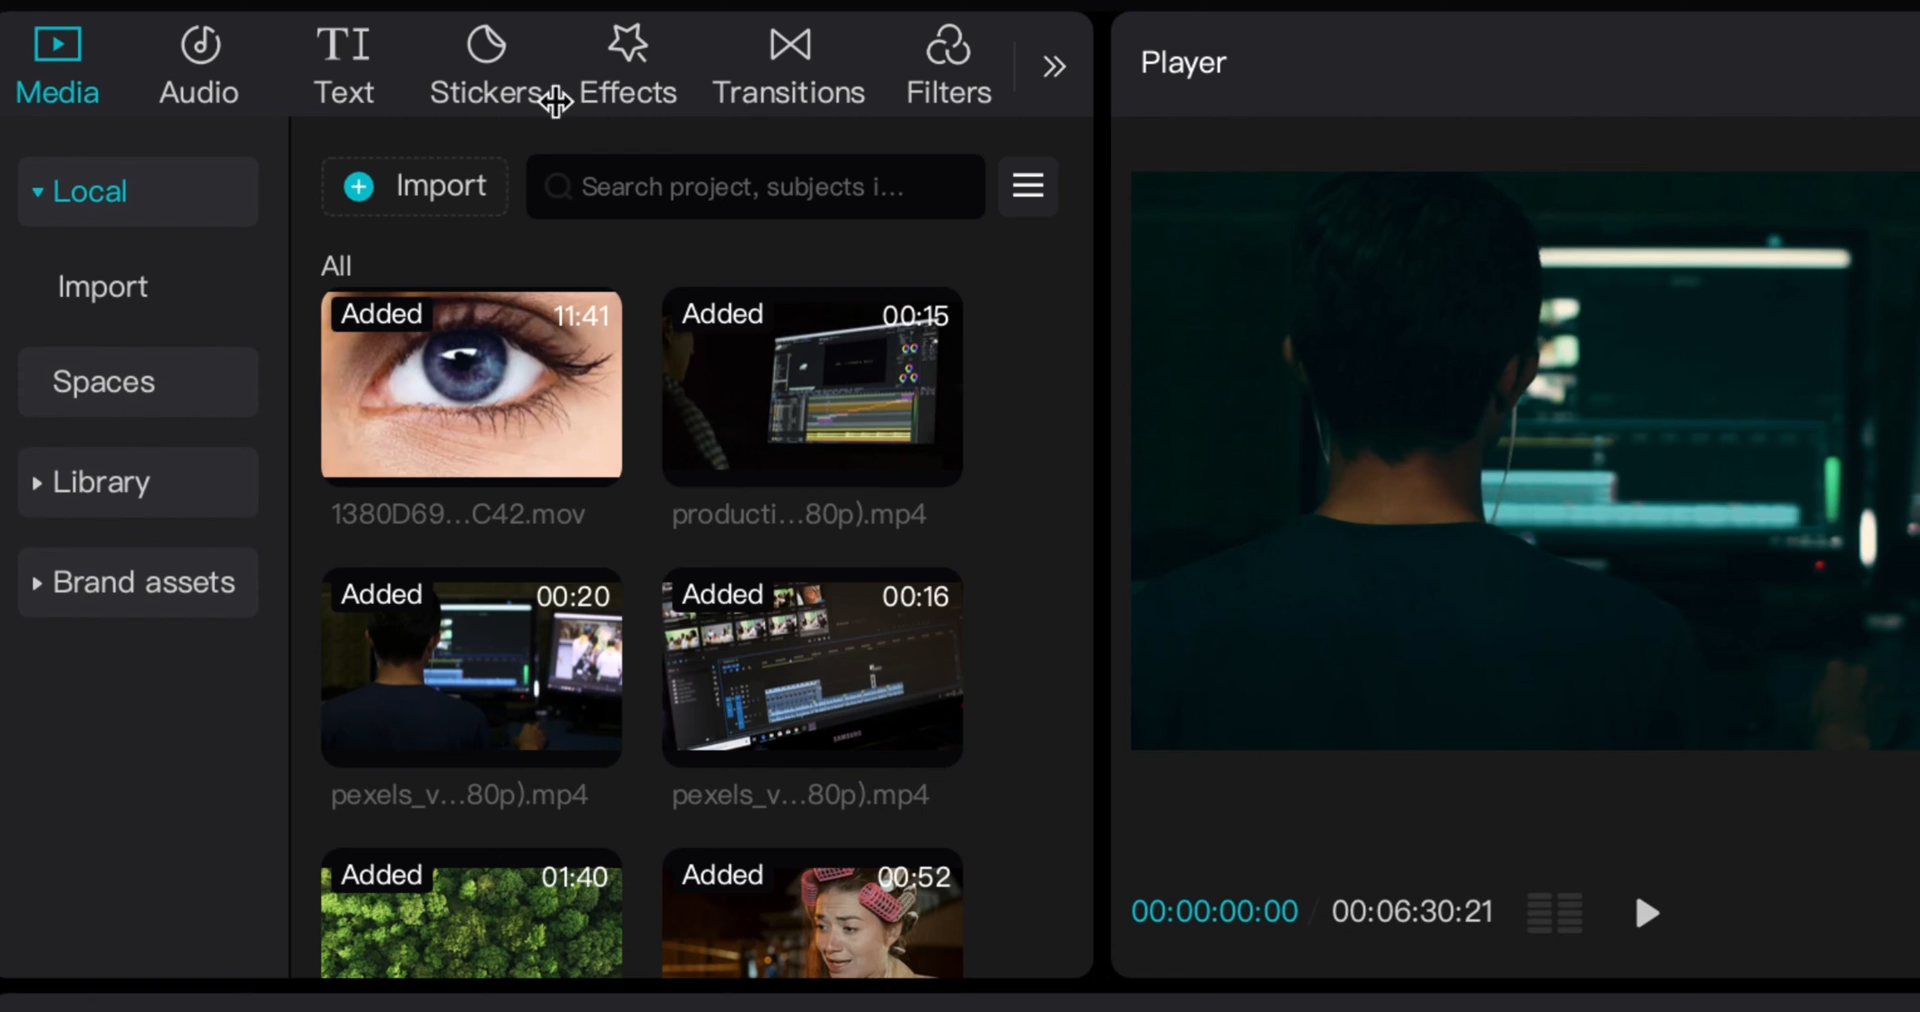 Media Audio Text Stickers Effects Transitions Filters
Player
Local
Import
Spaces
Library
Brand assets
Import Search project, subjects i...
All
Added 11:41
1380D69...C42.mov
Added 00:15
producti...80p).mp4
Added 00:20
pexels_v...80p).mp4
Added 00:16
SAMSUNG
pexels_v...80p).mp4
Added 01:40
Added 00:52
00:00:00:00 / 00:06:30:21